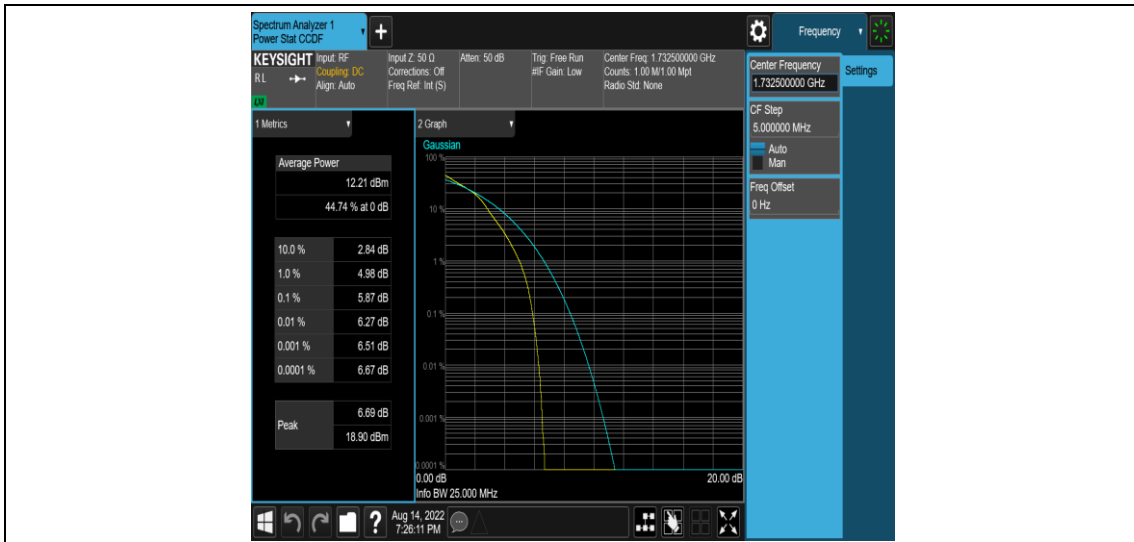 Spectrum Analyzer 1
Power Stat CCDF
+
Frequency
KEYSIGHT
RL
LXI
Input: RF
Coupling: DC
Align: Auto
Input Z: 50 Ω
Corrections: Off
Freq Ref: Int (S)
Atten: 50 dB
Trig: Free Run
#IF Gain: Low
Center Freq: 1.732500000 GHz
Counts: 1.00 M/1.00 Mpt
Radio Std: None
Center Frequency
1.732500000 GHz
Settings
CF Step
5.000000 MHz
Auto
Man
Freq Offset
0 Hz
1 Metrics
Average Power
12.21 dBm
44.74 % at 0 dB
10.0 % 2.84 dB
1.0 % 4.98 dB
0.1 % 5.87 dB
0.01 % 6.27 dB
0.001 % 6.51 dB
0.0001 % 6.67 dB
Peak
6.69 dB
18.90 dBm
2 Graph
Gaussian
100 %
10 %
1 %
0.1 %
0.01 %
0.001 %
0.0001 %
0.00 dB 20.00 dB
Info BW 25.000 MHz
?
Aug 14, 2022
7:26:11 PM